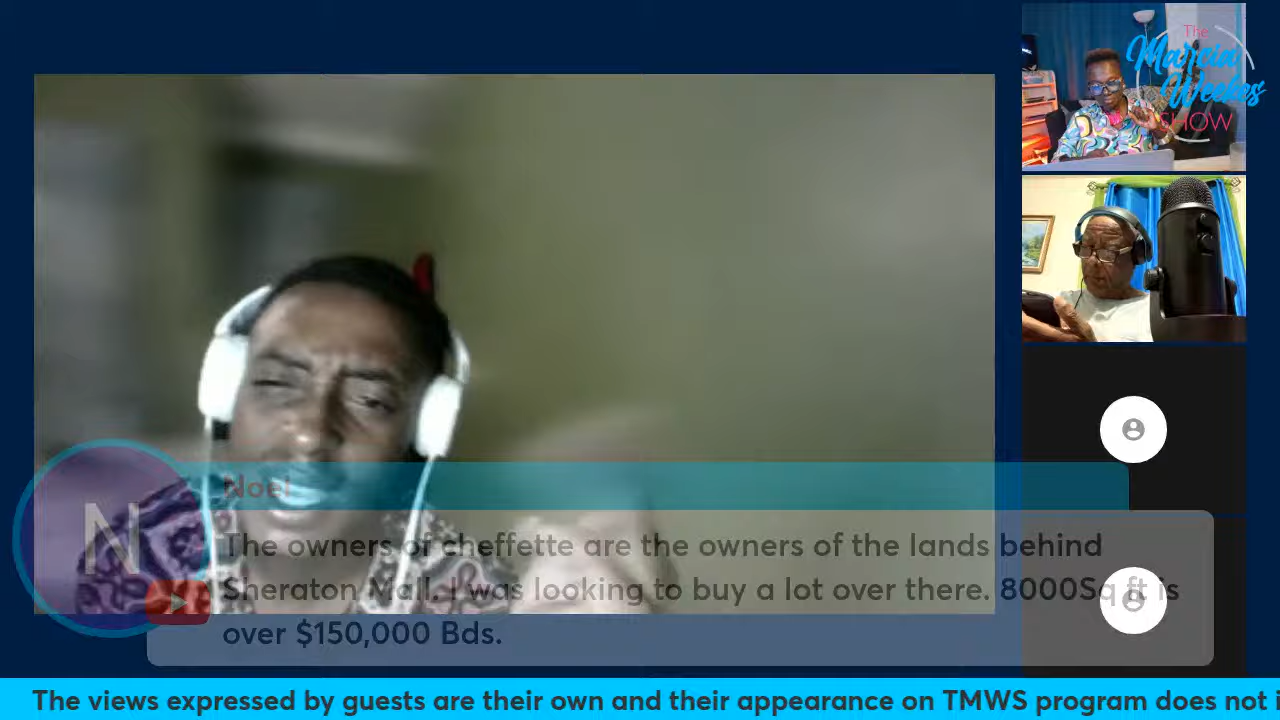 The
Marcia
Weekes
SHOW
N
Noel
The owners of cheffette are the owners of the lands behind
Sheraton Mall. I was looking to buy a lot over there. 8000Sq ft is
over $150,000 Bds.
The views expressed by guests are their own and their appearance on TMWS program does not i